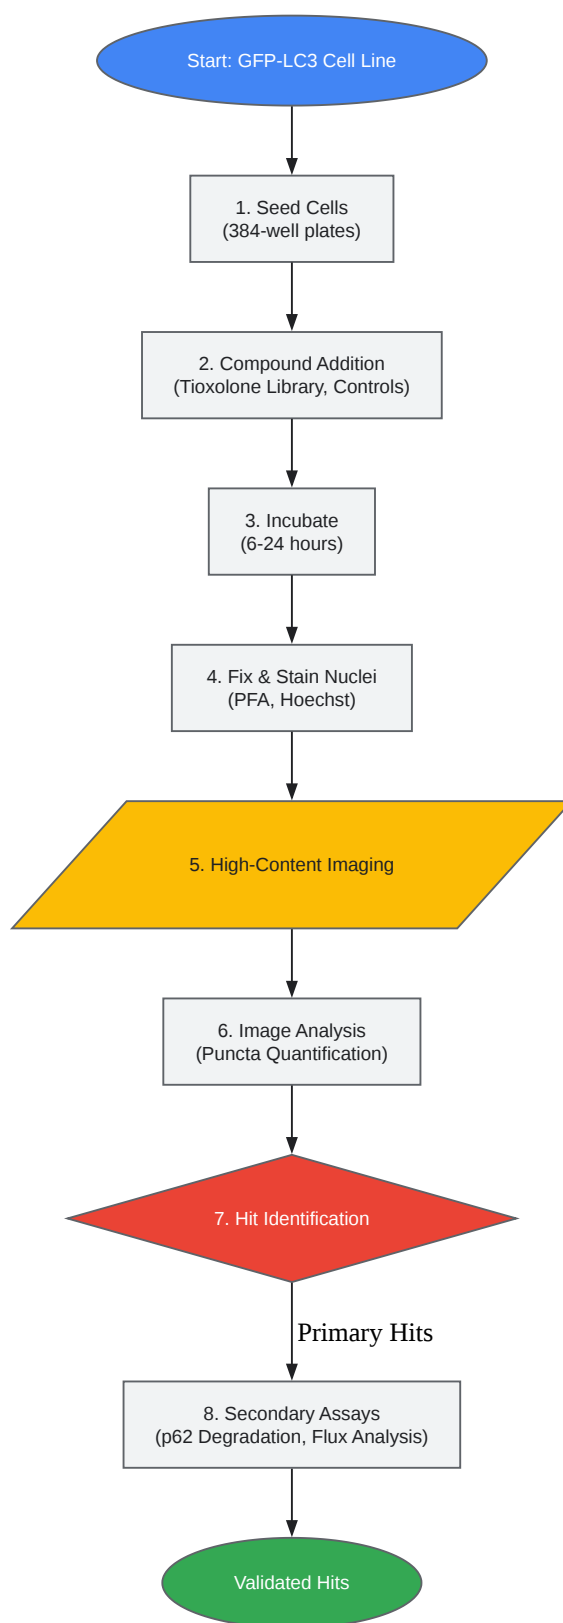 Start: GFP-LC3 Cell Line
1. Seed Cells
(384-well plates)
2. Compound Addition
(Tioxolone Library, Controls)
3. Incubate
(6-24 hours)
4. Fix & Stain Nuclei
(PFA, Hoechst)
5. High-Content Imaging
6. Image Analysis
(Puncta Quantification)
7. Hit Identification
Primary Hits
8. Secondary Assays
(p62 Degradation, Flux Analysis)
Validated Hits